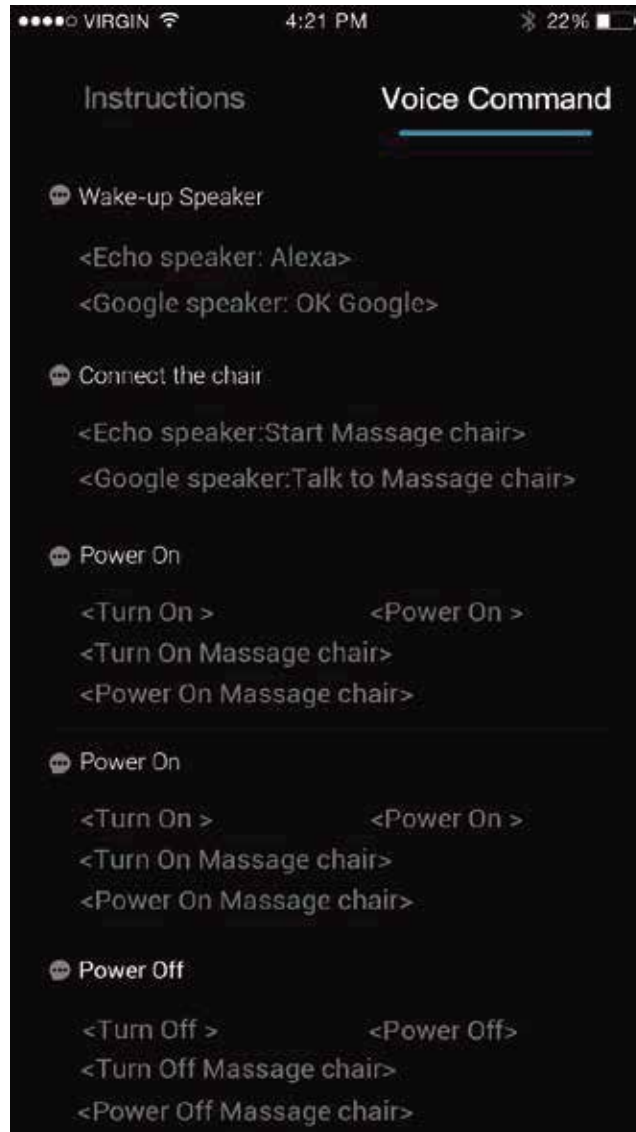 VIRGIN 4:21 PM 22%
Instructions Voice Command
Wake-up Speaker
<Echo speaker: Alexa>
<Google speaker: OK Google>
Connect the chair
<Echo speaker:Start Massage chair>
<Google speaker:Talk to Massage chair>
Power On
<Turn On > <Power On >
<Turn On Massage chair>
<Power On Massage chair>
Power On
<Turn On > <Power On >
<Turn On Massage chair>
<Power On Massage chair>
Power Off
<Turn Off > <Power Off>
<Turn Off Massage chair>
<Power Off Massage chair>